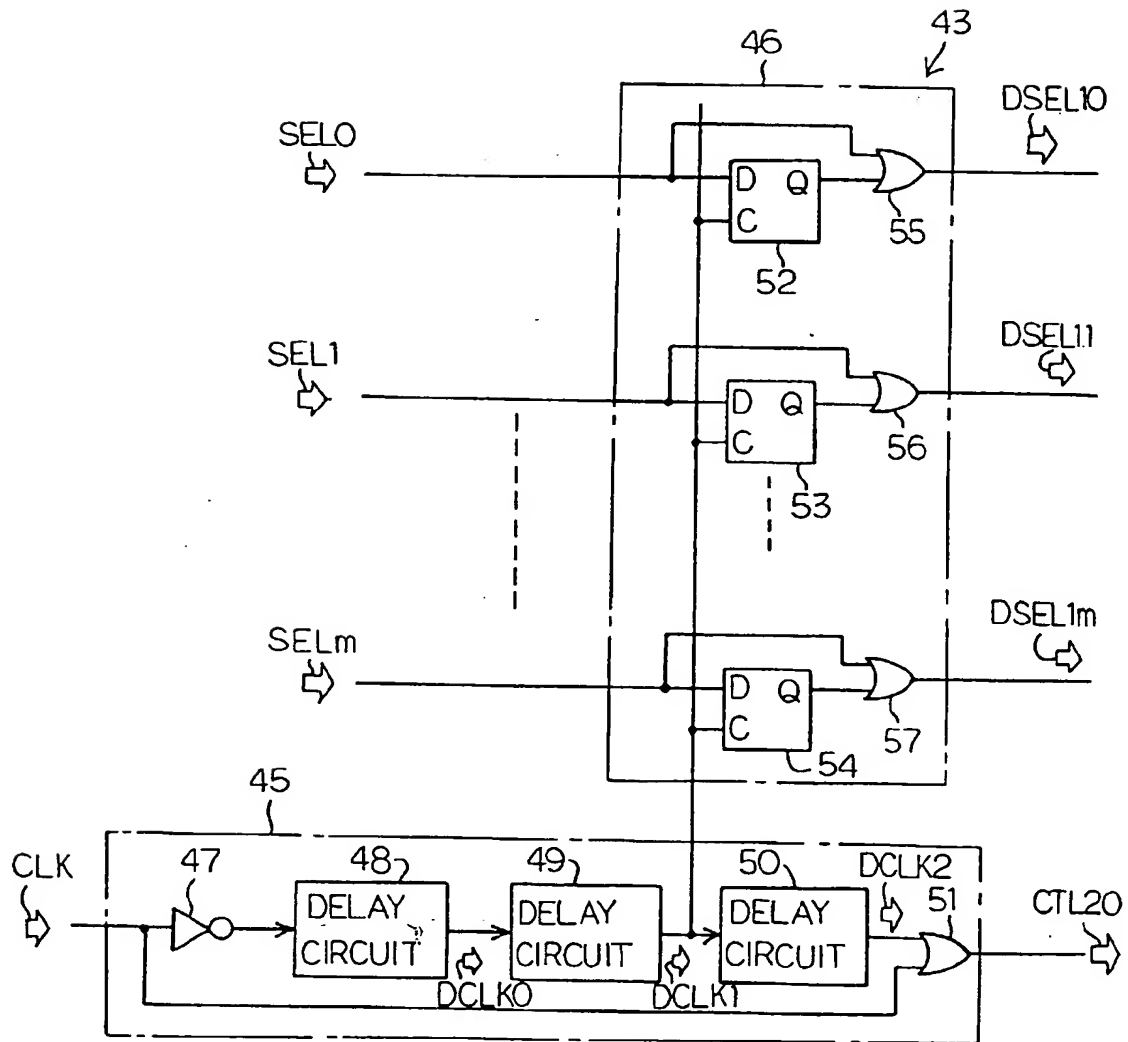 43
46
DSEL10
SEL0
D Q
C
55
52
SEL1
DSEL11
D Q
C
56
53
SELm
DSEL1m
D Q
C
57
54
45
CLK
47
48
49
50
DCLK2
51
CTL20
DELAY
CIRCUIT
DELAY
CIRCUIT
DELAY
CIRCUIT
DCLK0
DCLK1